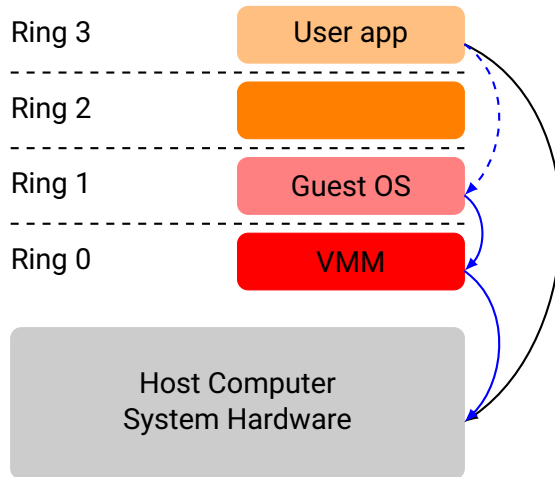 Ring 3
User app
Ring 2
Ring 1
Guest OS
Ring 0
VMM
Host Computer
System Hardware